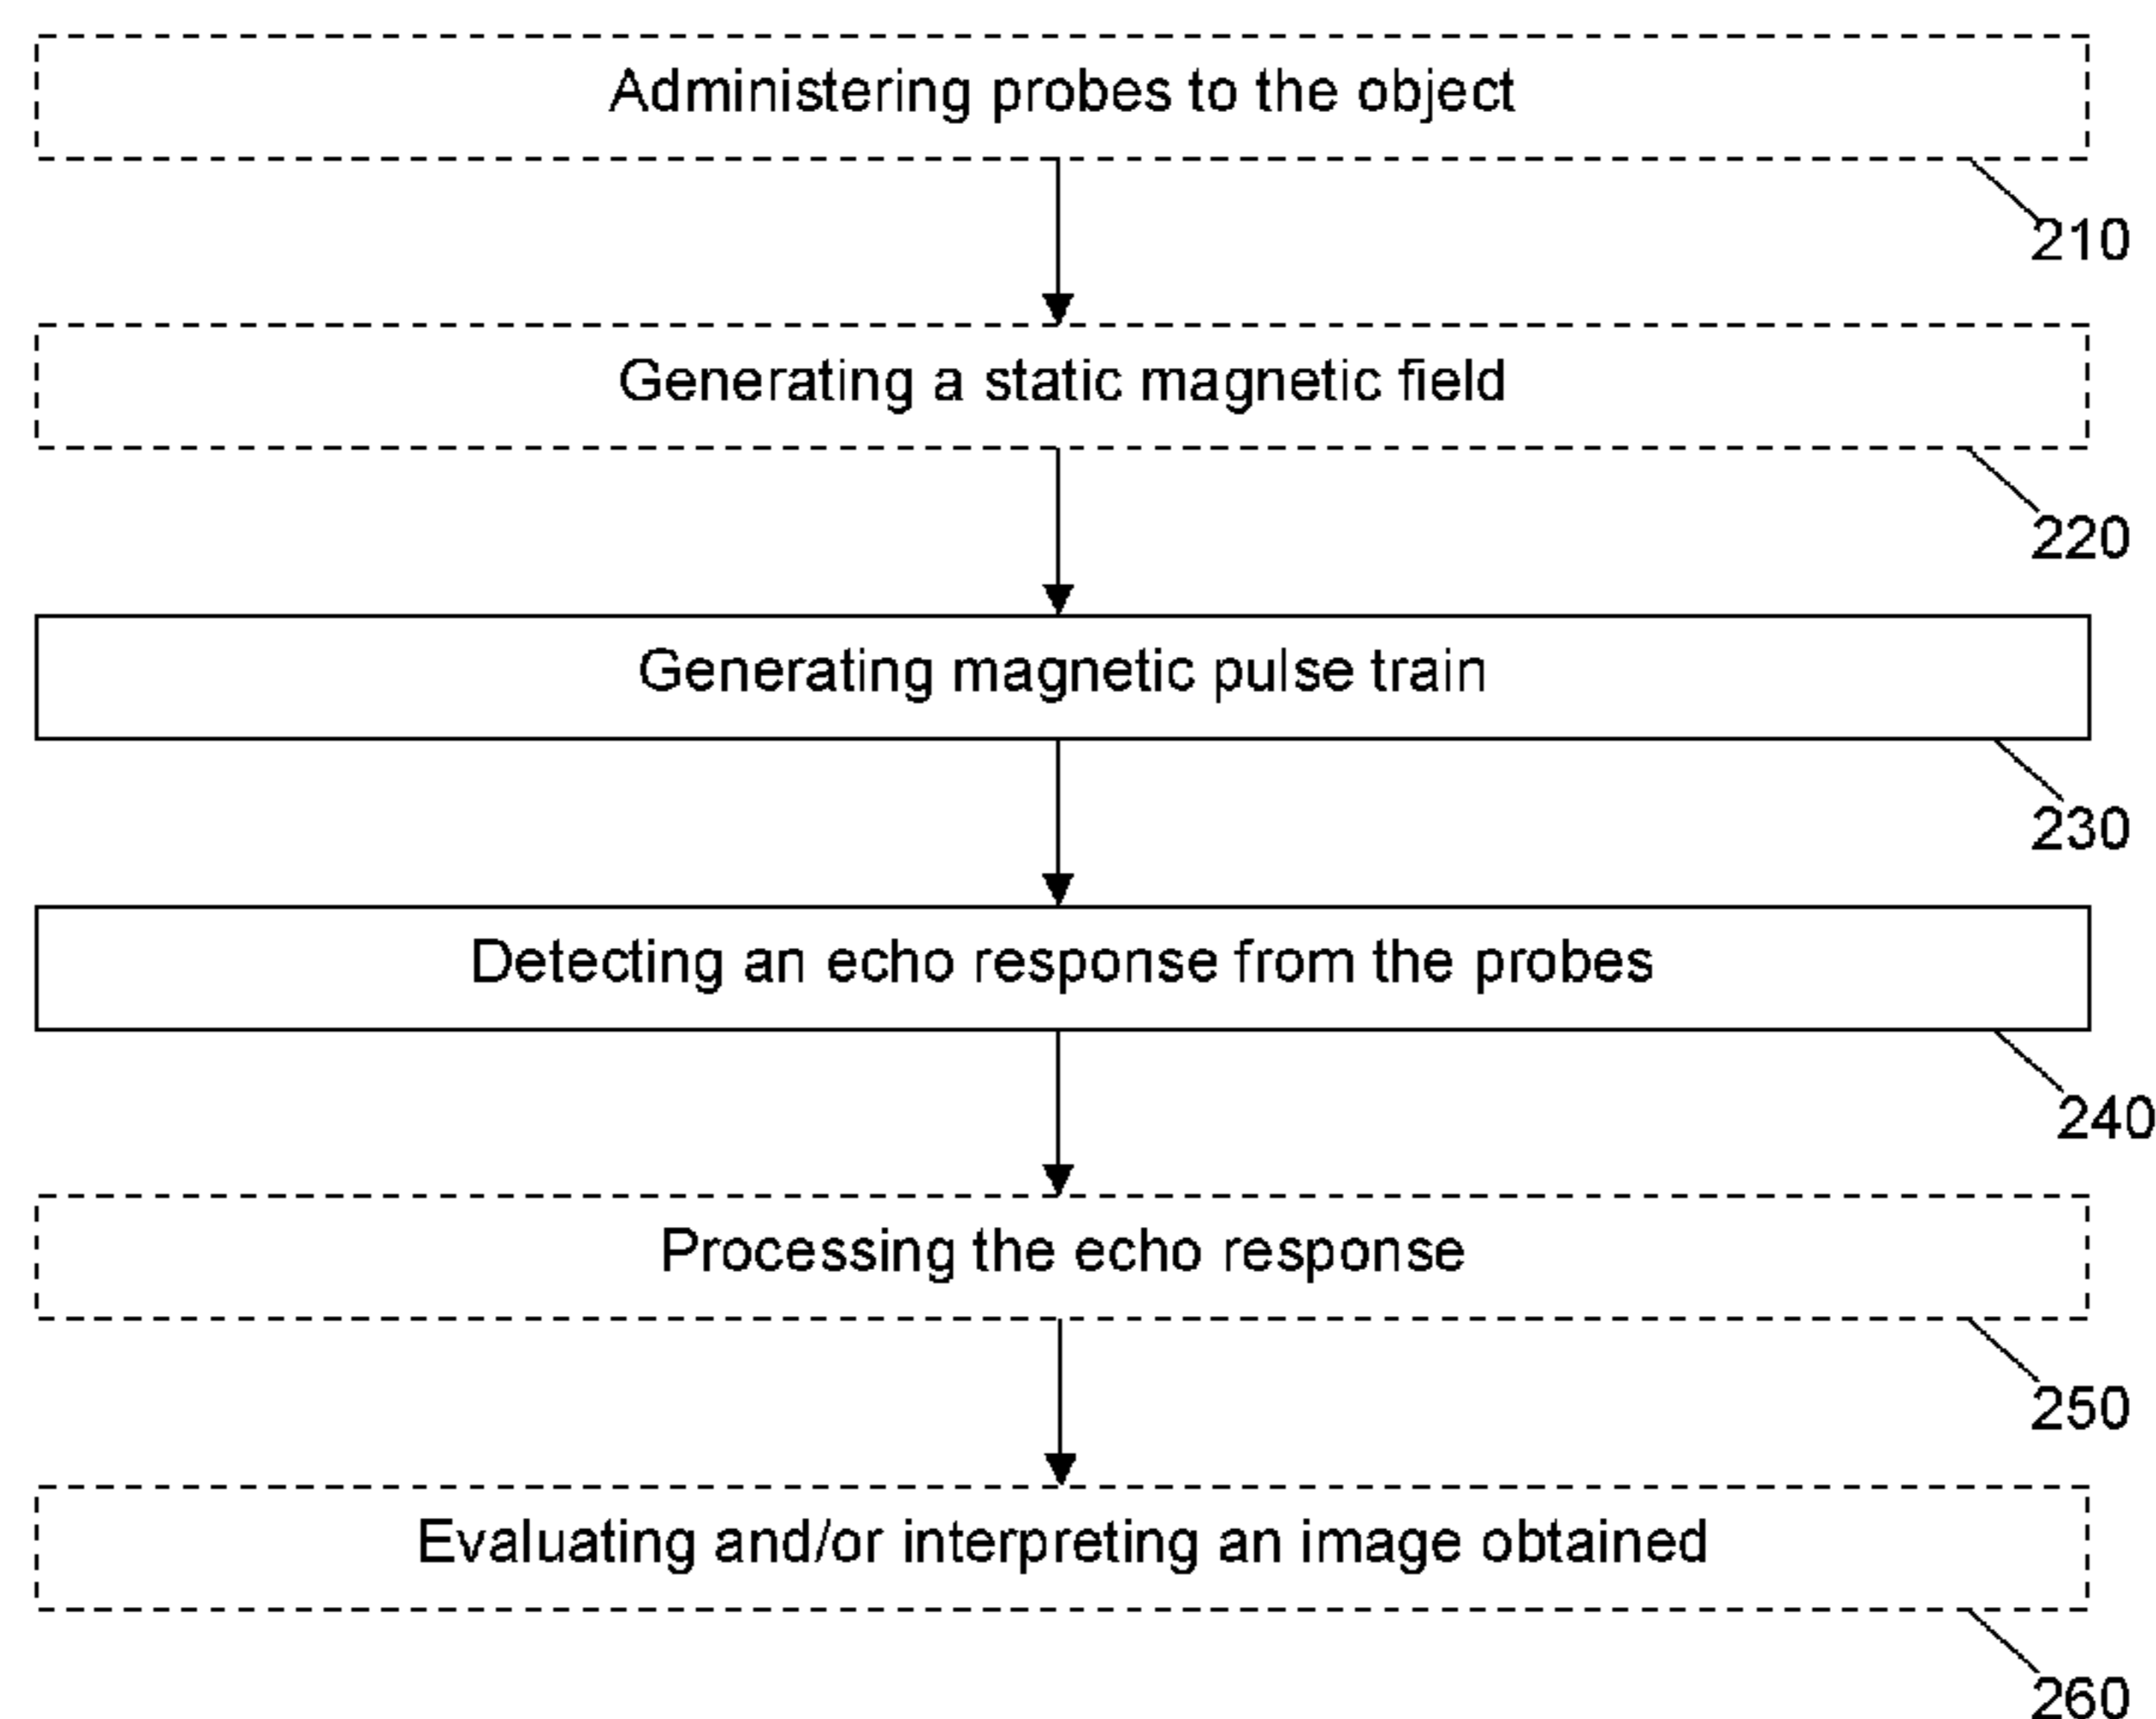 Administering probes to the object
210
Generating a static magnetic field
220
Generating magnetic pulse train
230
Detecting an echo response from the probes
240
Processing the echo response
250
Evaluating and/or interpreting an image obtained
260